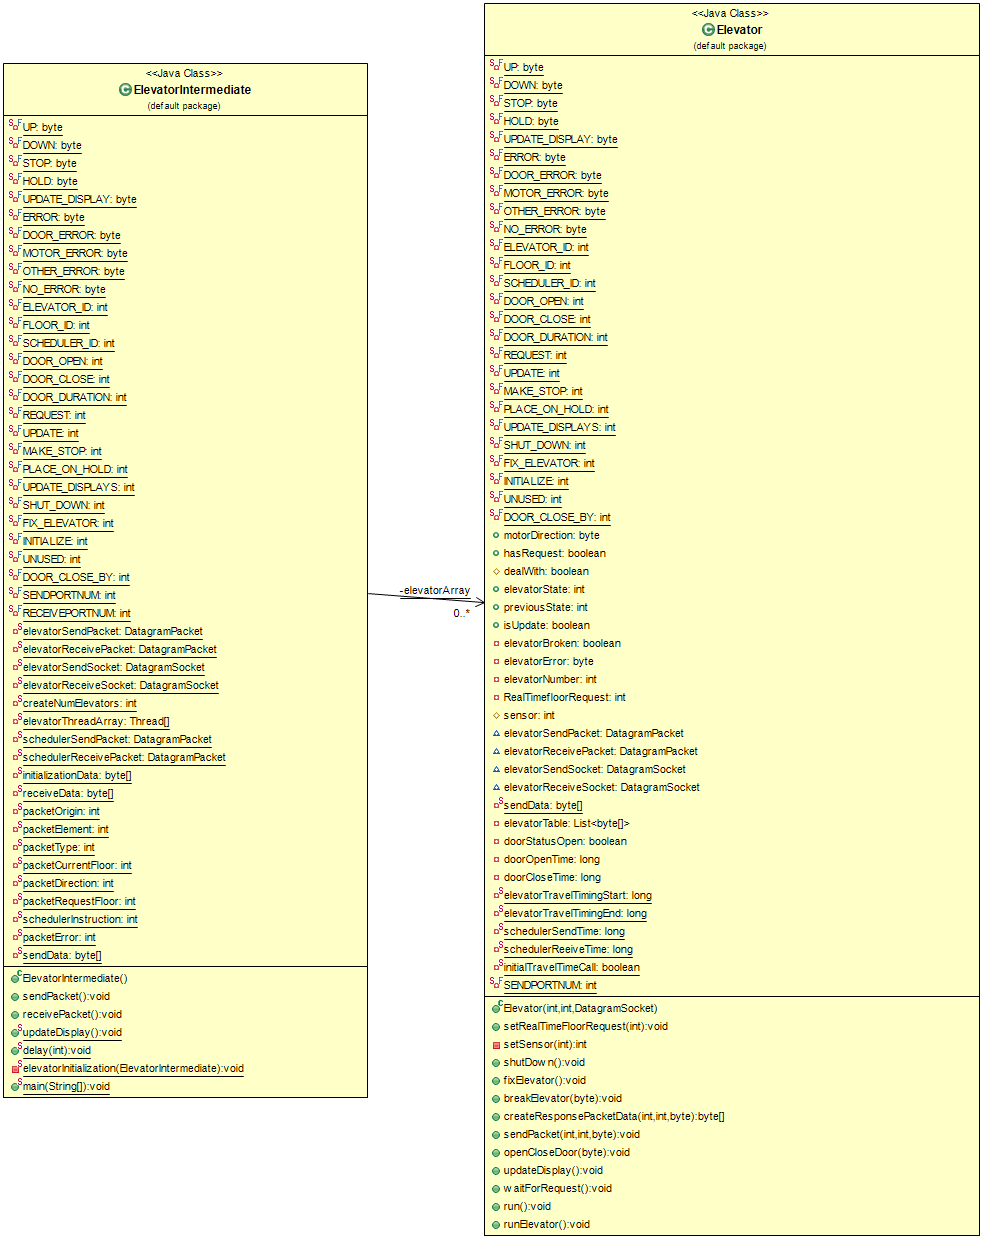 <<Java Class>>
ElevatorIntermediate
(default package)
UP: byte
DOWN: byte
STOP: byte
HOLD: byte
UPDATE_DISPLAY: byte
ERROR: byte
DOOR_ERROR: byte
MOTOR_ERROR: byte
OTHER_ERROR: byte
NO_ERROR: byte
ELEVATOR_ID: int
FLOOR_ID: int
SCHEDULER_ID: int
DOOR_OPEN: int
DOOR_CLOSE: int
DOOR_DURATION: int
REQUEST: int
UPDATE: int
MAKE_STOP: int
PLACE_ON_HOLD: int
UPDATE_DISPLAYS: int
SHUT_DOWN: int
FIX_ELEVATOR: int
INITIALIZE: int
UNUSED: int
DOOR_CLOSE_BY: int
SENDPORTNUM: int
RECEIVEPORTNUM: int
elevatorSendPacket: DatagramPacket
elevatorReceivePacket: DatagramPacket
elevatorSendSocket: DatagramSocket
elevatorReceiveSocket: DatagramSocket
createNumElevators: int
elevatorThreadArray: Thread[]
schedulerSendPacket: DatagramPacket
schedulerReceivePacket: DatagramPacket
initializationData: byte[]
receiveData: byte[]
packetOrigin: int
packetElement: int
packetType: int
packetCurrentFloor: int
packetDirection: int
packetRequestFloor: int
schedulerInstruction: int
packetError: int
sendData: byte[]
ElevatorIntermediate()
sendPacket():void
receivePacket():void
updateDisplay():void
delay(int):void
elevatorInitialization(ElevatorIntermediate):void
main(String[]):void
-elevatorArray
0..*
<<Java Class>>
Elevator
(default package)
UP: byte
DOWN: byte
STOP: byte
HOLD: byte
UPDATE_DISPLAY: byte
ERROR: byte
DOOR_ERROR: byte
MOTOR_ERROR: byte
OTHER_ERROR: byte
NO_ERROR: byte
ELEVATOR_ID: int
FLOOR_ID: int
SCHEDULER_ID: int
DOOR_OPEN: int
DOOR_CLOSE: int
DOOR_DURATION: int
REQUEST: int
UPDATE: int
MAKE_STOP: int
PLACE_ON_HOLD: int
UPDATE_DISPLAYS: int
SHUT_DOWN: int
FIX_ELEVATOR: int
INITIALIZE: int
UNUSED: int
DOOR_CLOSE_BY: int
motorDirection: byte
hasRequest: boolean
dealWith: boolean
elevatorState: int
previousState: int
isUpdate: boolean
elevatorBroken: boolean
elevatorError: byte
elevatorNumber: int
RealTimefloorRequest: int
sensor: int
elevatorSendPacket: DatagramPacket
elevatorReceivePacket: DatagramPacket
elevatorSendSocket: DatagramSocket
elevatorReceiveSocket: DatagramSocket
sendData: byte[]
elevatorTable: List<byte[]>
doorStatusOpen: boolean
doorOpenTime: long
doorCloseTime: long
elevatorTravelTimingStart: long
elevatorTravelTimingEnd: long
schedulerSendTime: long
schedulerReeiveTime: long
initialTravelTimeCall: boolean
SENDPORTNUM: int
Elevator(int,int,DatagramSocket)
setRealTimeFloorRequest(int):void
setSensor(int):int
shutDown():void
fixElevator():void
breakElevator(byte):void
createResponsePacketData(int,int,byte):byte[]
sendPacket(int,int,byte):void
openCloseDoor(byte):void
updateDisplay():void
waitForRequest():void
run():void
runElevator():void